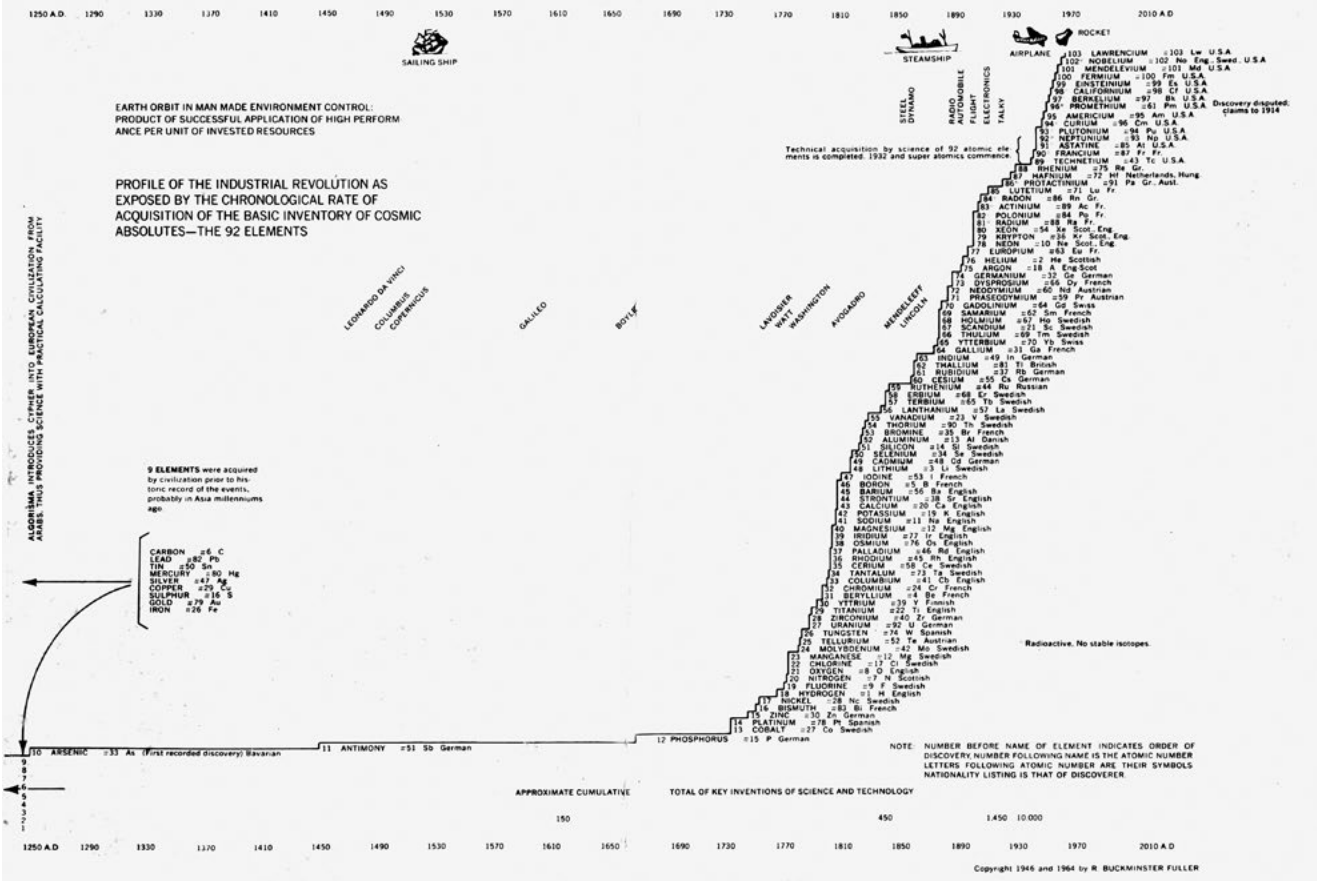 1250 A.D. 1290 1330 1370 1410 1450 1490 1530 1570 1610 1650 1690 1730 1770 1810 1850 1890 1930 1970 2010 A.D
SAILING SHIP
STEAMSHIP
AIRPLANE
ROCKET
EARTH ORBIT IN MAN MADE ENVIRONMENT CONTROL:
PRODUCT OF SUCCESSFUL APPLICATION OF HIGH PERFORM
ANCE PER UNIT OF INVESTED RESOURCES
PROFILE OF THE INDUSTRIAL REVOLUTION AS
EXPOSED BY THE CHRONOLOGICAL RATE OF
ACQUISITION OF THE BASIC INVENTORY OF COSMIC
ABSOLUTES—THE 92 ELEMENTS
STEEL
DYNAMO
RADIO
AUTOMOBILE
FLIGHT
ELECTRONICS
TALKY
Technical acquisition by science of 92 atomic ele-
ments is completed. 1932 and super atomics commence.
Discovery disputed;
claims to 1914
LEONARDO DA VINCI
COLUMBUS
COPERNICUS
GALILEO
BOYLE
LAVOISIER
WATT
WASHINGTON
AVOGADRO
MENDELEEFF
LINCOLN
ALGORISMA INTRODUCES CYPHER INTO EUROPEAN CIVILIZATION FROM
ARABS, THUS PROVIDING SCIENCE WITH PRACTICAL CALCULATING FACILITY
9 ELEMENTS were acquired
by civilization prior to his-
toric record of the events,
probably in Asia millenniums
ago.
CARBON =6 C
LEAD =82 Pb
TIN =50 Sn
MERCURY =80 Hg
SILVER =47 Ag
COPPER =29 Cu
SULPHUR =16 S
GOLD =79 Au
IRON =26 Fe
103 LAWRENCIUM =103 Lw U.S.A
102* NOBELIUM =102 No Eng., Swed., U.S.A
101 MENDELEVIUM =101 Md U.S.A.
100 FERMIUM =100 Fm U.S.A.
99 EINSTEINIUM =99 Es U.S.A.
98 CALIFORNIUM =98 Cf U.S.A.
97 BERKELIUM =97 Bk U.S.A.
96* PROMETHIUM =61 Pm U.S.A.
95 AMERICIUM =95 Am U.S.A.
94 CURIUM =96 Cm U.S.A.
93 PLUTONIUM =94 Pu U.S.A.
92* NEPTUNIUM =93 Np U.S.A.
91 ASTATINE =85 At U.S.A.
90 FRANCIUM =87 Fr Fr.
89 TECHNETIUM =43 Tc U.S.A.
88 RHENIUM =75 Re Gr.
87 HAFNIUM =72 Hf Netherlands, Hung.
86* PROTACTINIUM =91 Pa Gr., Aust.
85 LUTETIUM =71 Lu Fr.
84* RADON =86 Rn Gr.
83* ACTINIUM =89 Ac Fr.
82 POLONIUM =84 Po Fr.
81* RADIUM =88 Ra Fr.
80 XEON =54 Xe Scot., Eng.
79 KRYPTON =36 Kr Scot., Eng.
78 NEON =10 Ne Scot., Eng.
77 EUROPIUM =63 Eu Fr.
76 HELIUM =2 He Scottish
75 ARGON =18 A Eng-Scot
74 GERMANIUM =32 Ge German
73 DYSPROSIUM =66 Dy French
72 NEODYMIUM =60 Nd Austrian
71 PRASEODYMIUM =59 Pr Austrian
70 GADOLINIUM =64 Gd Swiss
69 SAMARIUM =62 Sm French
68 HOLMIUM =67 Ho Swedish
67 SCANDIUM =21 Sc Swedish
66 THULIUM =69 Tm Swedish
65 YTTERBIUM =70 Yb Swiss
64 GALLIUM =31 Ga French
63 INDIUM =49 In German
62 THALLIUM =81 Ti British
61 RUBIDIUM =37 Rb German
60 CESIUM =55 Cs German
59 RUTHENIUM =44 Ru Russian
58 ERBIUM =68 Er Swedish
57 TERBIUM =65 Tb Swedish
56 LANTHANIUM =57 La Swedish
55 VANADIUM =23 V Swedish
54 THORIUM =90 Th Swedish
53 BROMINE =35 Br French
52 ALUMINUM =13 Al Danish
51 SILICON =14 Si Swedish
50 SELENIUM =34 Se Swedish
49 CADMIUM =48 Cd German
48 LITHIUM =3 Li Swedish
47 IODINE =53 I French
46 BORON =5 B French
45 BARIUM =56 Ba English
44 STRONTIUM =38 Sr English
43 CALCIUM =20 Ca English
42 POTASSIUM =19 K English
41 SODIUM =11 Na English
40 MAGNESIUM =12 Mg English
39 IRIDIUM =77 Ir English
38 OSMIUM =76 Os English
37 PALLADIUM =46 Rd English
36 RHODIUM =45 Rh English
35 CERIUM =58 Ce Swedish
34 TANTALUM =73 Ta Swedish
33 COLUMBIUM =41 Cb English
32 CHROMIUM =24 Cr French
31 BERYLLIUM =4 Be French
30 YTTRIUM =39 Y Finnish
29 TITANIUM =22 Ti English
28 ZIRCONIUM =40 Zr German
27 URANIUM =92 U German
26 TUNGSTEN =74 W Spanish
25 TELLURIUM =52 Te Austrian
24 MOLYBDENUM =42 Mo Swedish
23 MANGANESE =12 Mg Swedish
22 CHLORINE =17 Cl Swedish
21 OXYGEN =8 O English
20 NITROGEN =7 N Scottish
19 FLUORINE =9 F Swedish
18 HYDROGEN =1 H English
17 NICKEL =28 Nc Swedish
16 BISMUTH =83 Bi French
15 ZINC =30 Zn German
14 PLATINUM =78 Pt Spanish
13 COBALT =27 Co Swedish
12 PHOSPHORUS =15 P German
11 ANTIMONY =51 Sb German
10 ARSENIC =33 As (First recorded discovery) Bavarian
9
8
7
6
5
4
3
2
1
* Radioactive, No stable isotopes.
NOTE: NUMBER BEFORE NAME OF ELEMENT INDICATES ORDER OF
DISCOVERY, NUMBER FOLLOWING NAME IS THE ATOMIC NUMBER
LETTERS FOLLOWING ATOMIC NUMBER ARE THEIR SYMBOLS
NATIONALITY LISTING IS THAT OF DISCOVERER.
APPROXIMATE CUMULATIVE TOTAL OF KEY INVENTIONS OF SCIENCE AND TECHNOLOGY
150 450 1,450 10,000
1250 A.D 1290 1330 1370 1410 1450 1490 1530 1570 1610 1650 1690 1730 1770 1810 1850 1890 1930 1970 2010 A.D
Copyright 1946 and 1964 by R. BUCKMINSTER FULLER